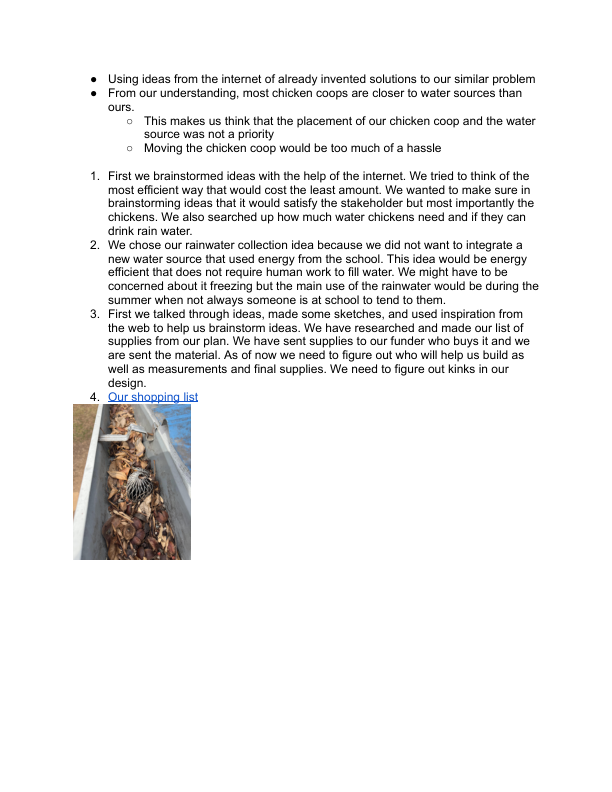 ● Using ideas from the internet of already invented solutions to our similar problem
● From our understanding, most chicken coops are closer to water sources than
ours.
○ This makes us think that the placement of our chicken coop and the water
source was not a priority
○ Moving the chicken coop would be too much of a hassle
1. First we brainstormed ideas with the help of the internet. We tried to think of the
most efficient way that would cost the least amount. We wanted to make sure in
brainstorming ideas that it would satisfy the stakeholder but most importantly the
chickens. We also searched up how much water chickens need and if they can
drink rain water.
2. We chose our rainwater collection idea because we did not want to integrate a
new water source that used energy from the school. This idea would be energy
efficient that does not require human work to fill water. We might have to be
concerned about it freezing but the main use of the rainwater would be during the
summer when not always someone is at school to tend to them.
3. First we talked through ideas, made some sketches, and used inspiration from
the web to help us brainstorm ideas. We have researched and made our list of
supplies from our plan. We have sent supplies to our funder who buys it and we
are sent the material. As of now we need to figure out who will help us build as
well as measurements and final supplies. We need to figure out kinks in our
design.
4. Our shopping list